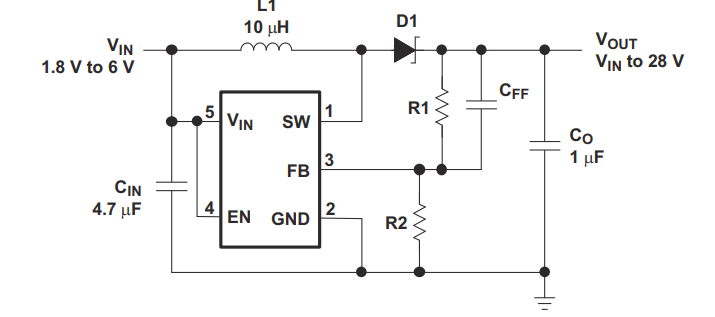 L1
10 µH
D1
VIN
1.8 V to 6 V
VOUT
VIN to 28 V
5
VIN
SW
1
R1
CFF
CO
1 µF
FB
3
CIN
4.7 µF
4
EN
GND
2
R2